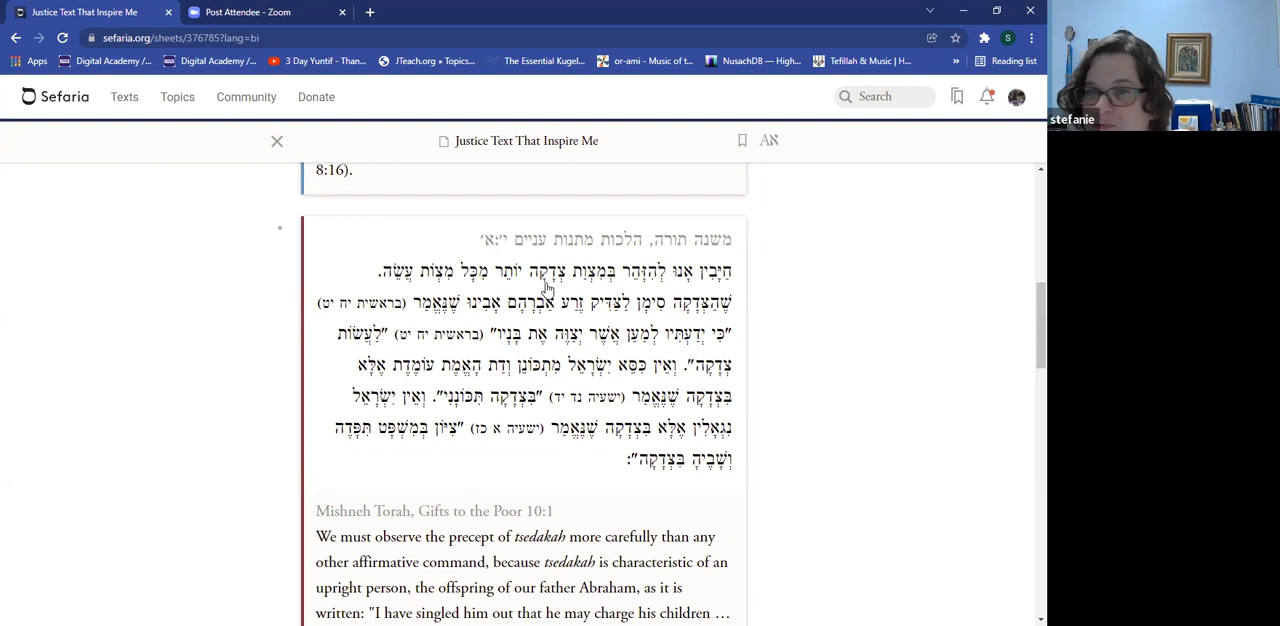 Justice Text That Inspire Me
Post Attendee - Zoom
sefaria.org/sheets/376785?lang=bi
Apps
Digital Academy /...
Digital Academy /...
3 Day Yuntif - Than...
JTeach.org » Topics...
The Essential Kugel...
or-ami - Music of t...
NusachDB — High...
Tefillah & Music | H...
»
Reading list
Sefaria
Texts
Topics
Community
Donate
Search
stefanie
Justice Text That Inspire Me
8:16).
משנה תורה, הלכות מתנות עניים י׳:א׳
חַיָּבִין אָנוּ לְהִזָּהֵר בְּמִצְוַת צְדָקָה יוֹתֵר מִכָּל מִצְוֹת עֲשֵׂה.
שֶׁהַצְּדָקָה סִימָן לַצַּדִּיק זֶרַע אַבְרָהָם אָבִינוּ שֶׁנֶּאֱמַר (בראשית יח יט)
"כִּי יְדַעְתִּיו לְמַעַן אֲשֶׁר יְצַוֶּה אֶת בָּנָיו" (בראשית יח יט) "לַעֲשׂוֹת
צְדָקָה". וְאֵין כִּסֵּא יִשְׂרָאֵל מִתְכּוֹנֵן וְדַת הָאֱמֶת עוֹמֶדֶת אֶלָּא
בִּצְדָקָה שֶׁנֶּאֱמַר (ישעיה נד יד) "בִּצְדָקָה תִּכּוֹנָנִי". וְאֵין יִשְׂרָאֵל
נִגְאָלִין אֶלָּא בִּצְדָקָה שֶׁנֶּאֱמַר (ישעיה א כז) "צִיּוֹן בְּמִשְׁפָּט תִּפָּדֶה
וְשָׁבֶיהָ בִּצְדָקָה":
Mishneh Torah, Gifts to the Poor 10:1
We must observe the precept of tsedakah more carefully than any
other affirmative command, because tsedakah is characteristic of an
upright person, the offspring of our father Abraham, as it is
written: "I have singled him out that he may charge his children …